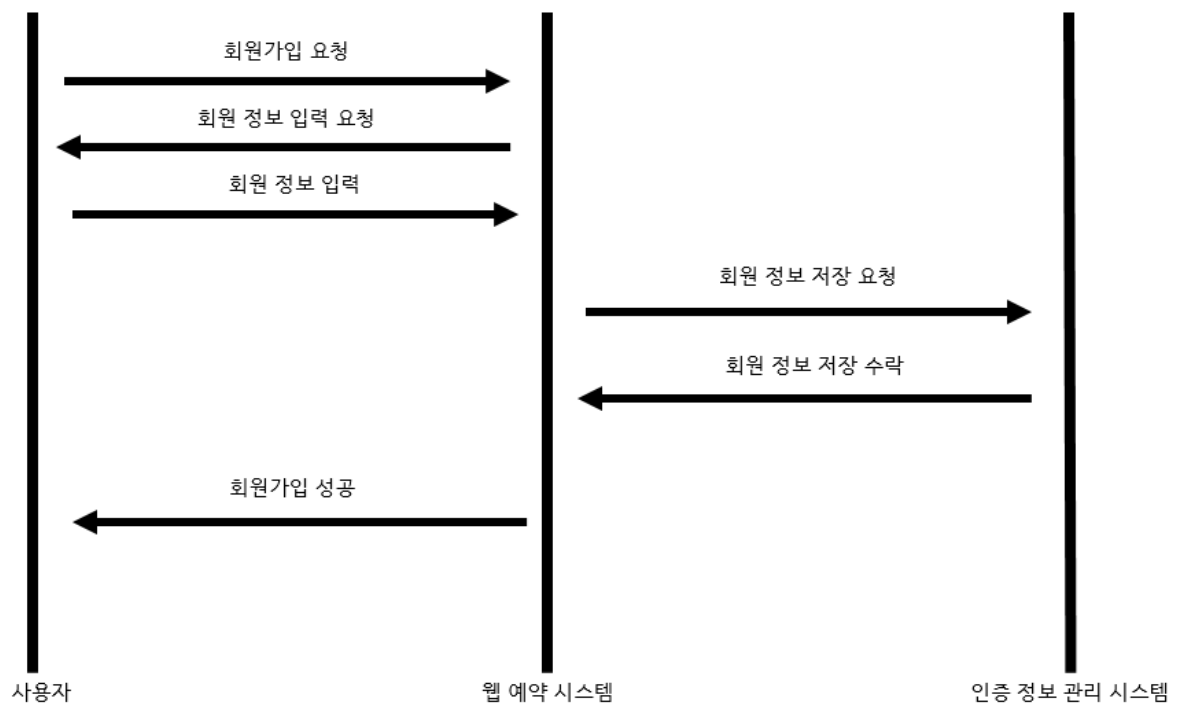 회원가입 요청
회원 정보 입력 요청
회원 정보 입력
회원 정보 저장 요청
회원 정보 저장 수락
회원가입 성공
사용자
웹 예약 시스템
인증 정보 관리 시스템